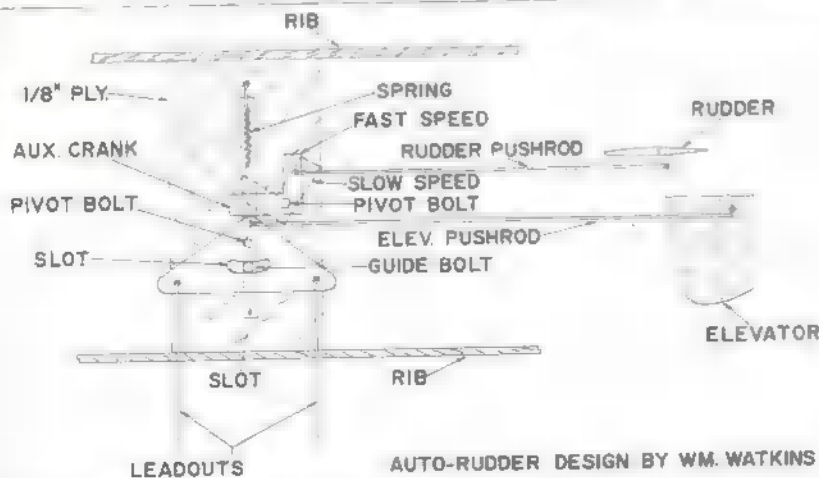 RIB
1/8" PLY.
SPRING
FAST SPEED
RUDDER
AUX. CRANK
RUDDER PUSHROD
SLOW SPEED
PIVOT BOLT
PIVOT BOLT
ELEV. PUSHROD
SLOT
GUIDE BOLT
ELEVATOR
SLOT
RIB
LEADOUTS
AUTO-RUDDER DESIGN BY WM. WATKINS